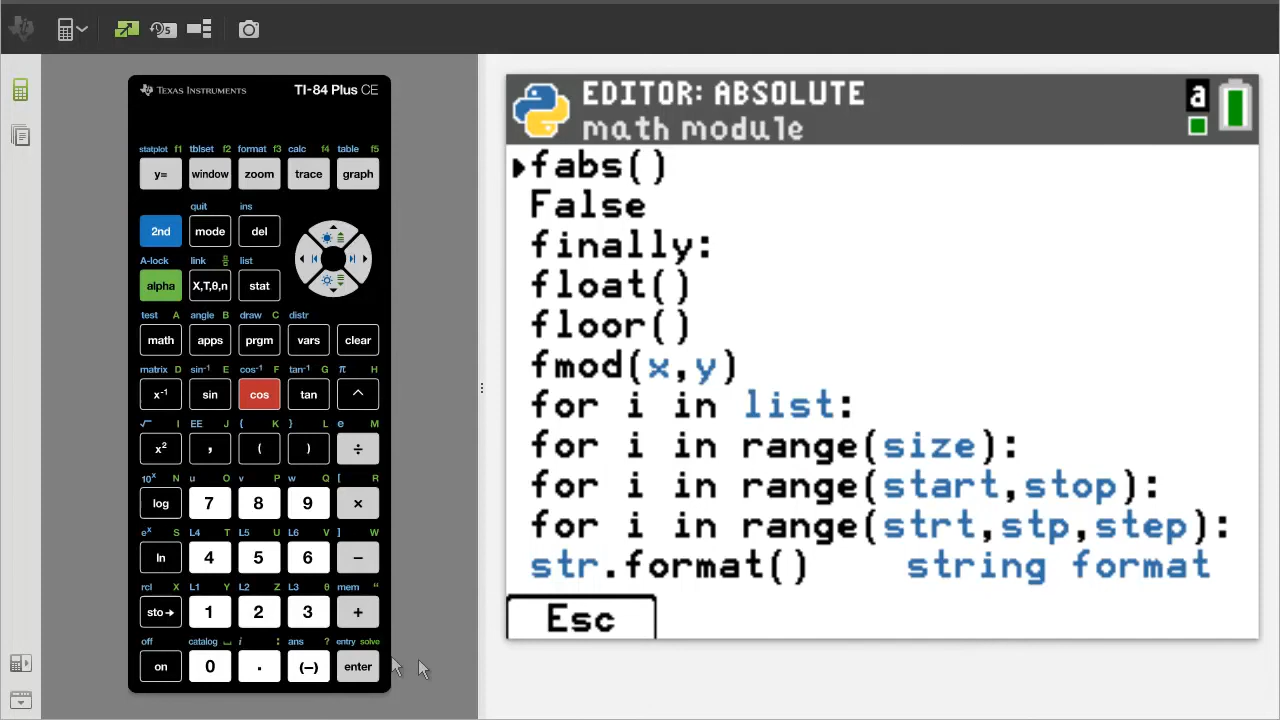 TEXAS INSTRUMENTS TI-84 Plus CE
statplot f1 tblset f2 format f3 calc f4 table f5
y= window zoom trace graph
quit ins
2nd mode del
A-lock link list
alpha X,T,θ,n stat
test A angle B draw C distr
math apps prgm vars clear
matrix D sin⁻¹ E cos⁻¹ F tan⁻¹ G π H
x⁻¹ sin cos tan ^
√ I EE J { K } L e M
x² , ( ) ÷
10ˣ N u O v P w Q [ R
log 7 8 9 ×
eˣ S L4 T L5 U L6 V ] W
ln 4 5 6 −
rcl X L1 Y L2 Z L3 θ mem “
sto→ 1 2 3 +
off catalog ⎵ i : ans ? entry solve
on 0 . (−) enter
EDITOR: ABSOLUTE
math module
a
fabs()
False
finally:
float()
floor()
fmod(x,y)
for i in list:
for i in range(size):
for i in range(start,stop):
for i in range(strt,stp,step):
str.format() string format
Esc